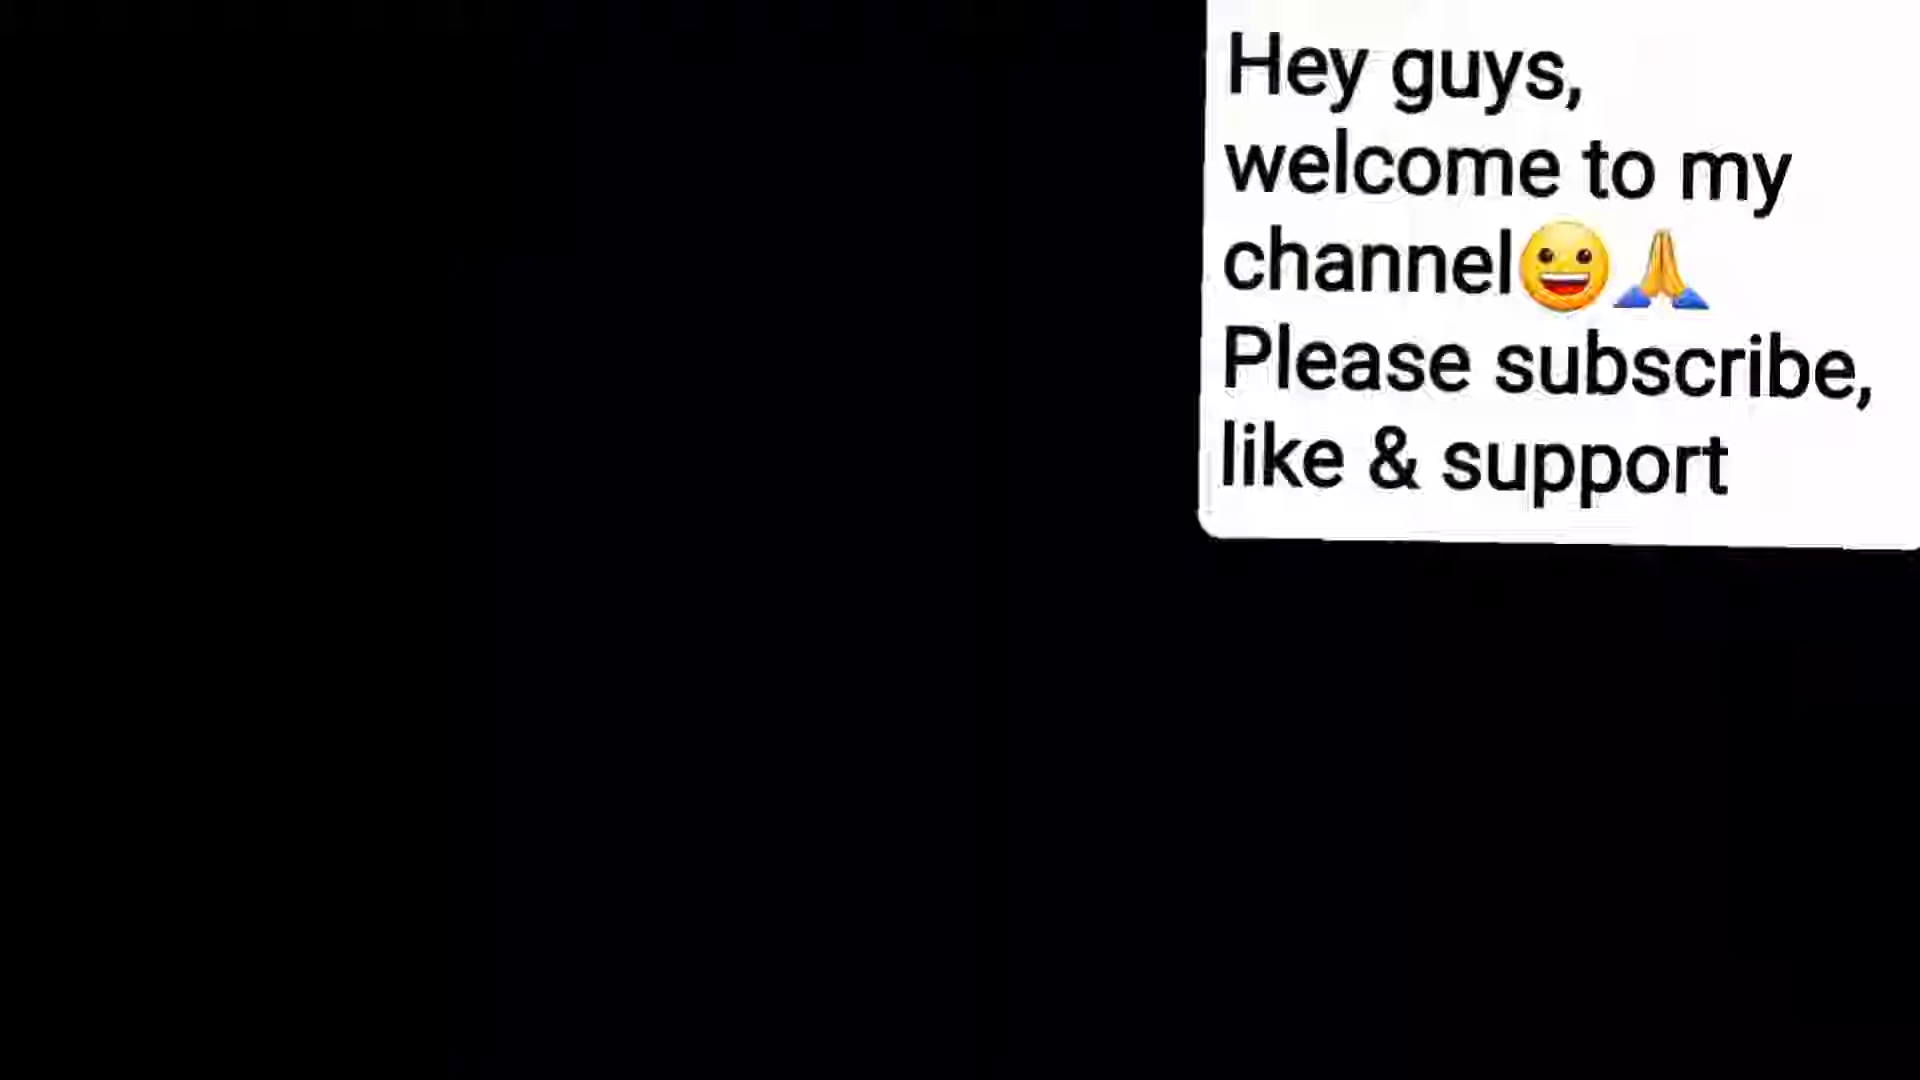 Hey guys,
welcome to my
channel😀🙏
Please subscribe,
like & support